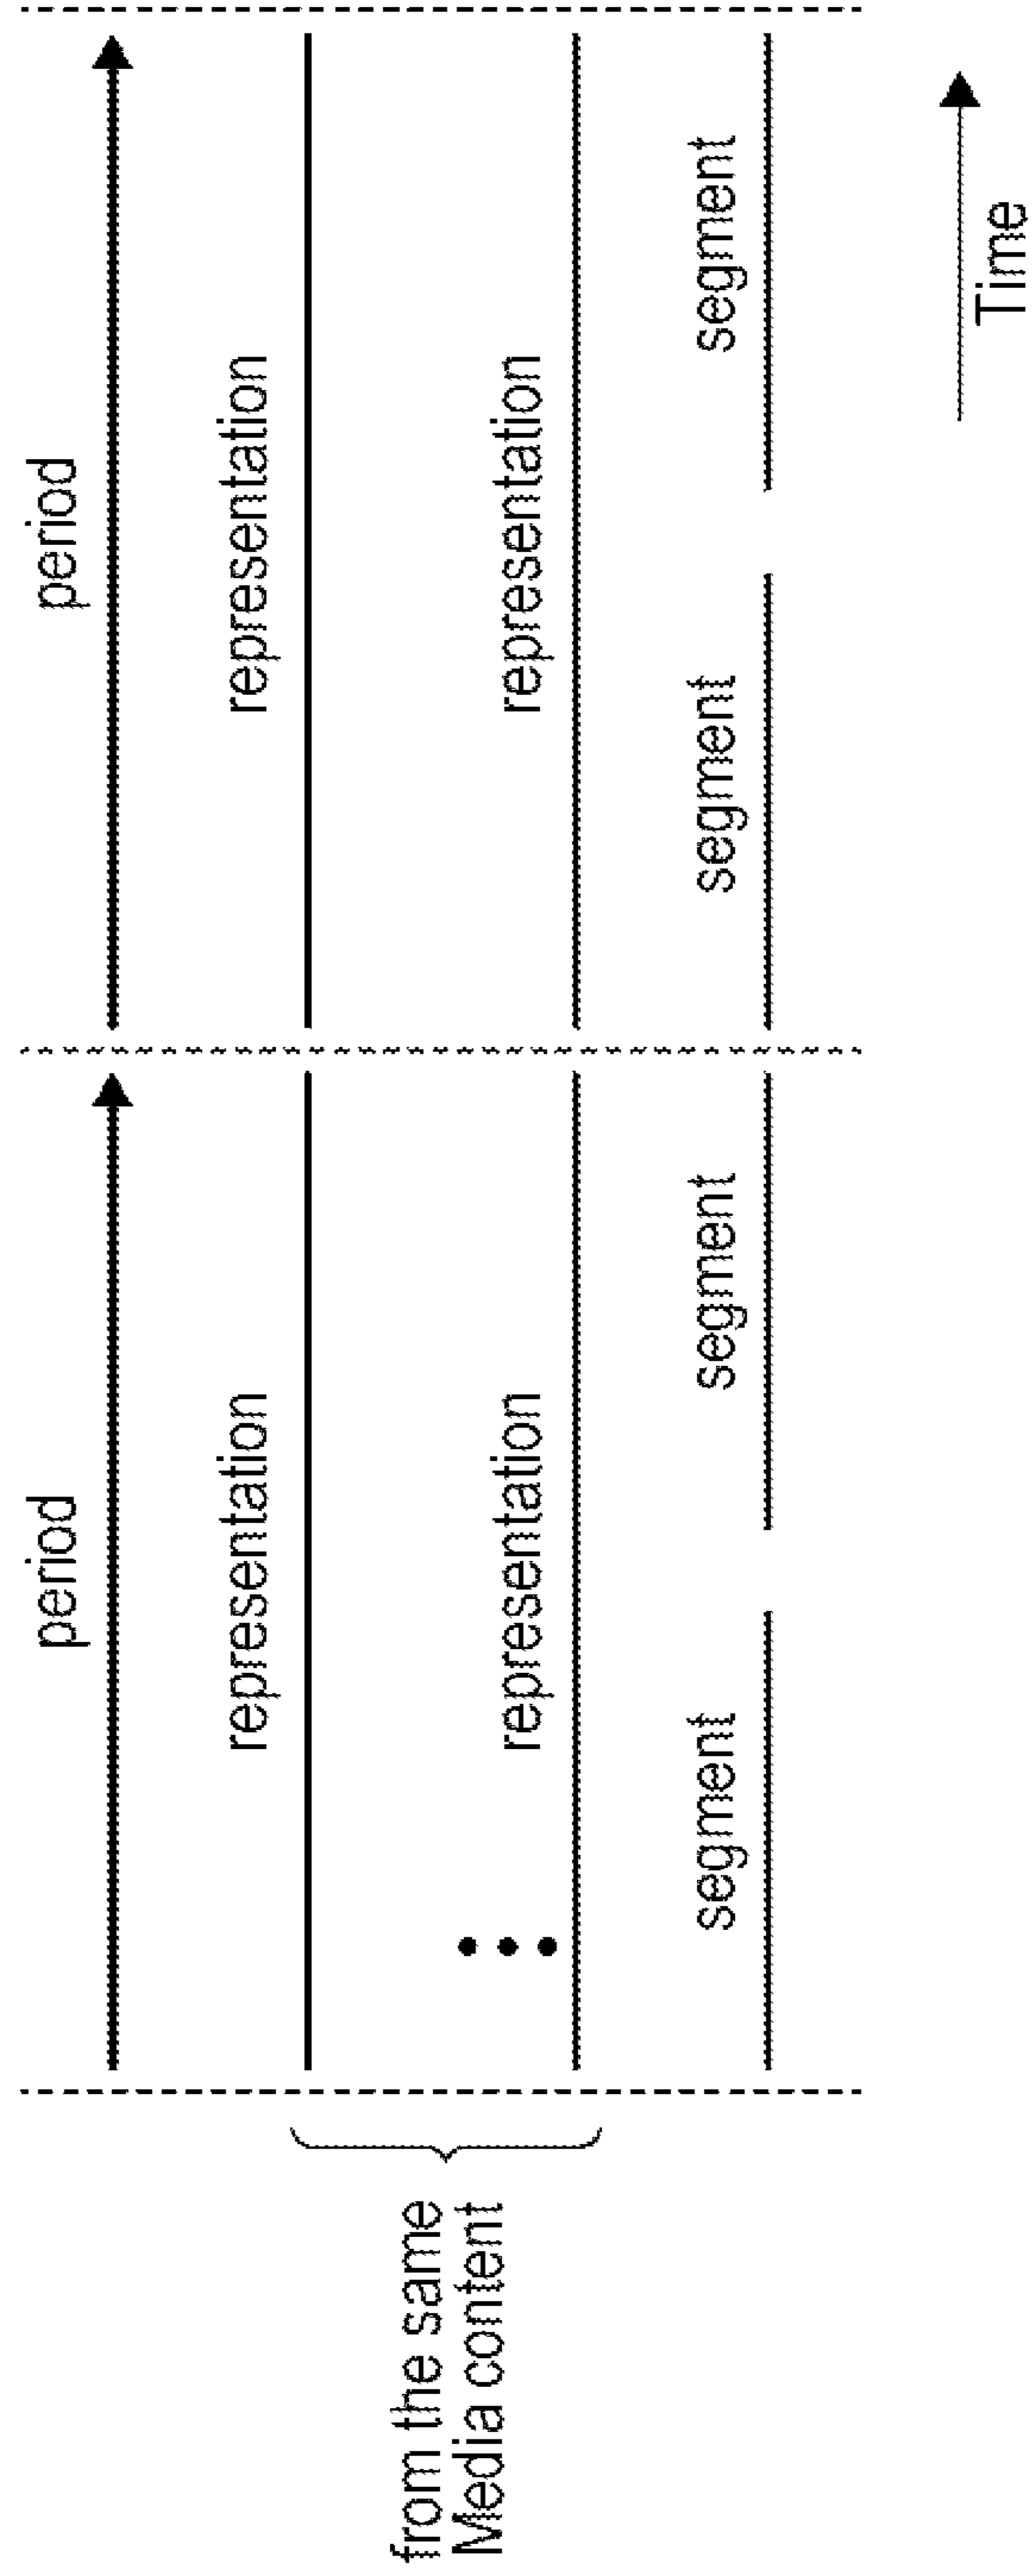 period
period
representation
representation
from the same
Media content
representation
representation
segment
segment
segment
segment
Time